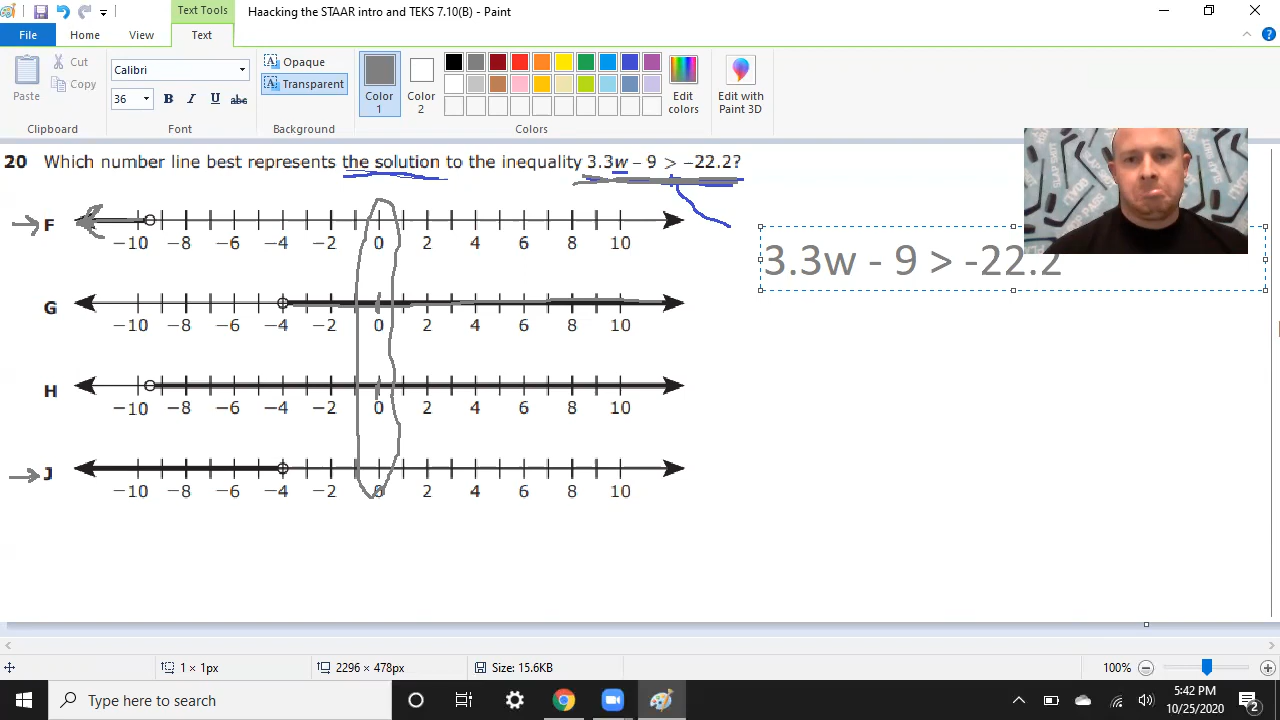 Text Tools
Haacking the STAAR intro and TEKS 7.10(B) - Paint
File Home View Text
Paste
Cut
Copy
Clipboard
Calibri
36 B I U abc
Font
Opaque
Transparent
Background
Color 1
Color 2
Edit colors
Edit with Paint 3D
Colors
20 Which number line best represents the solution to the inequality 3.3w – 9 > –22.2?
F
−10 −8 −6 −4 −2 0 2 4 6 8 10
G
−10 −8 −6 −4 −2 0 2 4 6 8 10
H
−10 −8 −6 −4 −2 0 2 4 6 8 10
J
−10 −8 −6 −4 −2 0 2 4 6 8 10
3.3w - 9 > -22.2
1 × 1px
2296 × 478px
Size: 15.6KB
100%
Type here to search
5:42 PM
10/25/2020
2